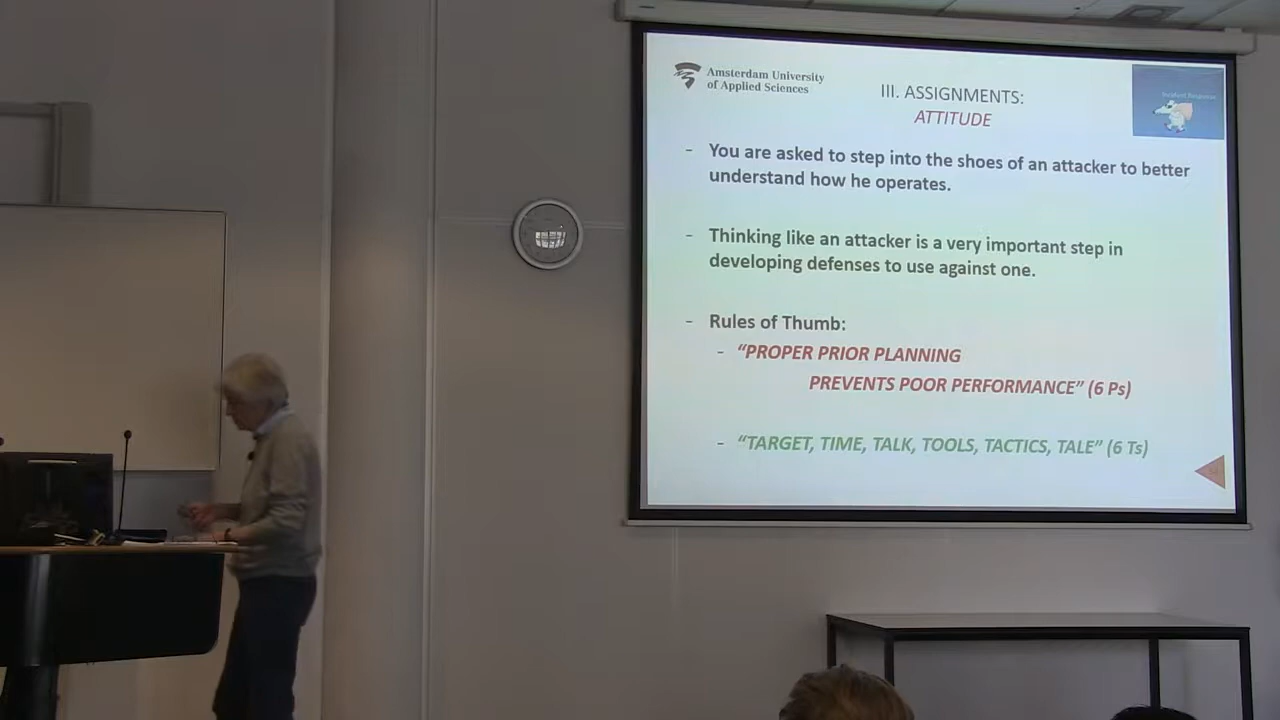 Amsterdam University
of Applied Sciences
III. ASSIGNMENTS:
ATTITUDE
Incident Response
- You are asked to step into the shoes of an attacker to better
understand how he operates.
- Thinking like an attacker is a very important step in
developing defenses to use against one.
- Rules of Thumb:
- “PROPER PRIOR PLANNING
PREVENTS POOR PERFORMANCE” (6 Ps)
- “TARGET, TIME, TALK, TOOLS, TACTICS, TALE” (6 Ts)